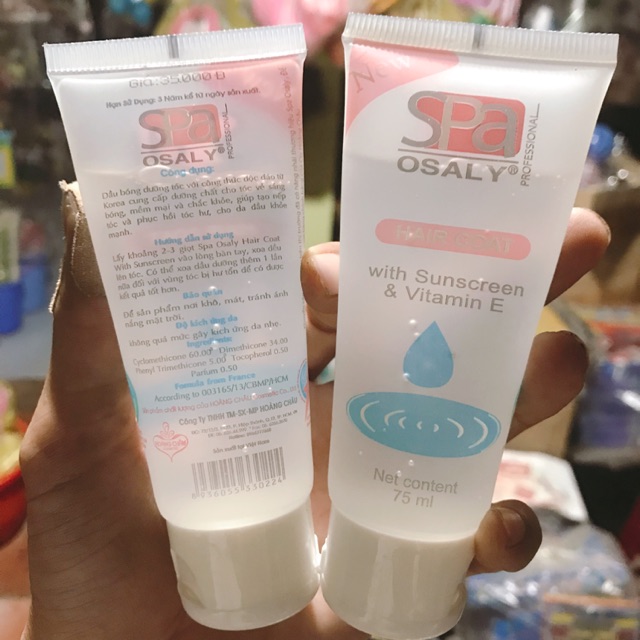 Giá: 35.000 Đ
Hạn Sử Dụng: 3 Năm kể từ ngày sản xuất
SPa
OSALY®
PROFESSIONAL
Công dụng:
Dầu bóng dưỡng tóc với công thức độc đáo từ
Korea cung cấp dưỡng chất cho tóc vẻ sáng
bóng, mềm mại và chắc khỏe, giúp tạo nếp
tóc và phục hồi tóc hư, cho da đầu khỏe
mạnh.
Hướng dẫn sử dụng
Lấy khoảng 2-3 giọt Spa Osaly Hair Coat
With Sunscreen vào lòng bàn tay, xoa đều
lên tóc. Có thể xoa dầu dưỡng thêm 1 lần
nữa đối với vùng tóc bị hư tổn để có được
kết quả tốt hơn.
Bảo quản
Để sản phẩm nơi khô, mát, tránh ánh
nắng mặt trời.
Độ kích ứng da
không quá mức gây kích ứng da nhẹ.
Ingredients:
Cyclomethicone 60.00 Dimethicone 34.00
Phenyl Trimethicone 5.00 Tocopherol 0.50
Parfum 0.50
Formula from France
According to 003165/13/CBMP/HCM
Công Ty TNHH TM-SX-MP HOÀNG CHÂU
Sản xuất tại Việt Nam
8 936055 330224
New
SPa
OSALY®
PROFESSIONAL
HAIR COAT
with Sunscreen
& Vitamin E
Net content
75 ml